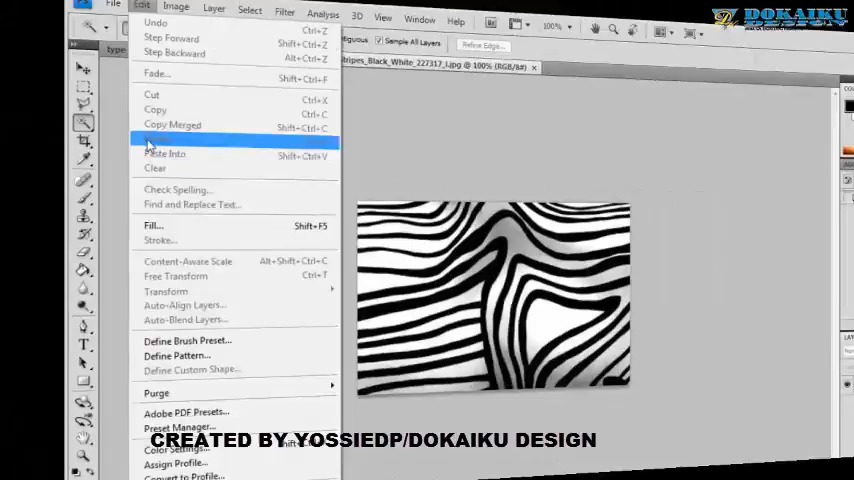 File Edit Image Layer Select Filter Analysis 3D View Window Help 100%
DOKAIKU
DESIGN
Sample All Layers Refine Edge...
type
Stripes_Black_White_227317_l.jpg @ 100% (RGB/8#)
Undo Ctrl+Z
Step Forward Shift+Ctrl+Z
Step Backward Alt+Ctrl+Z
Fade... Shift+Ctrl+F
Cut Ctrl+X
Copy Ctrl+C
Copy Merged Shift+Ctrl+C
Paste Into Shift+Ctrl+V
Clear
Check Spelling...
Find and Replace Text...
Fill... Shift+F5
Stroke...
Content-Aware Scale Alt+Shift+Ctrl+C
Free Transform Ctrl+T
Transform
Auto-Align Layers...
Auto-Blend Layers...
Define Brush Preset...
Define Pattern...
Define Custom Shape...
Purge
Adobe PDF Presets...
Preset Manager...
CREATED BY YOSSIEDP/DOKAIKU DESIGN
Color Settings...
Assign Profile...
Convert to Profile...